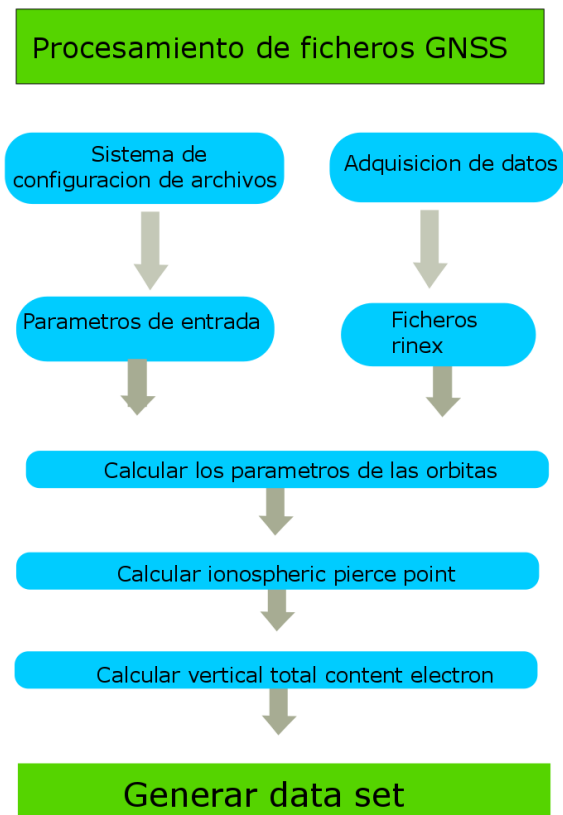 Procesamiento de ficheros GNSS
Sistema de
configuracion de archivos
Adquisicion de datos
Parametros de entrada
Ficheros
rinex
Calcular los parametros de las orbitas
Calcular ionospheric pierce point
Calcular vertical total content electron
Generar data set